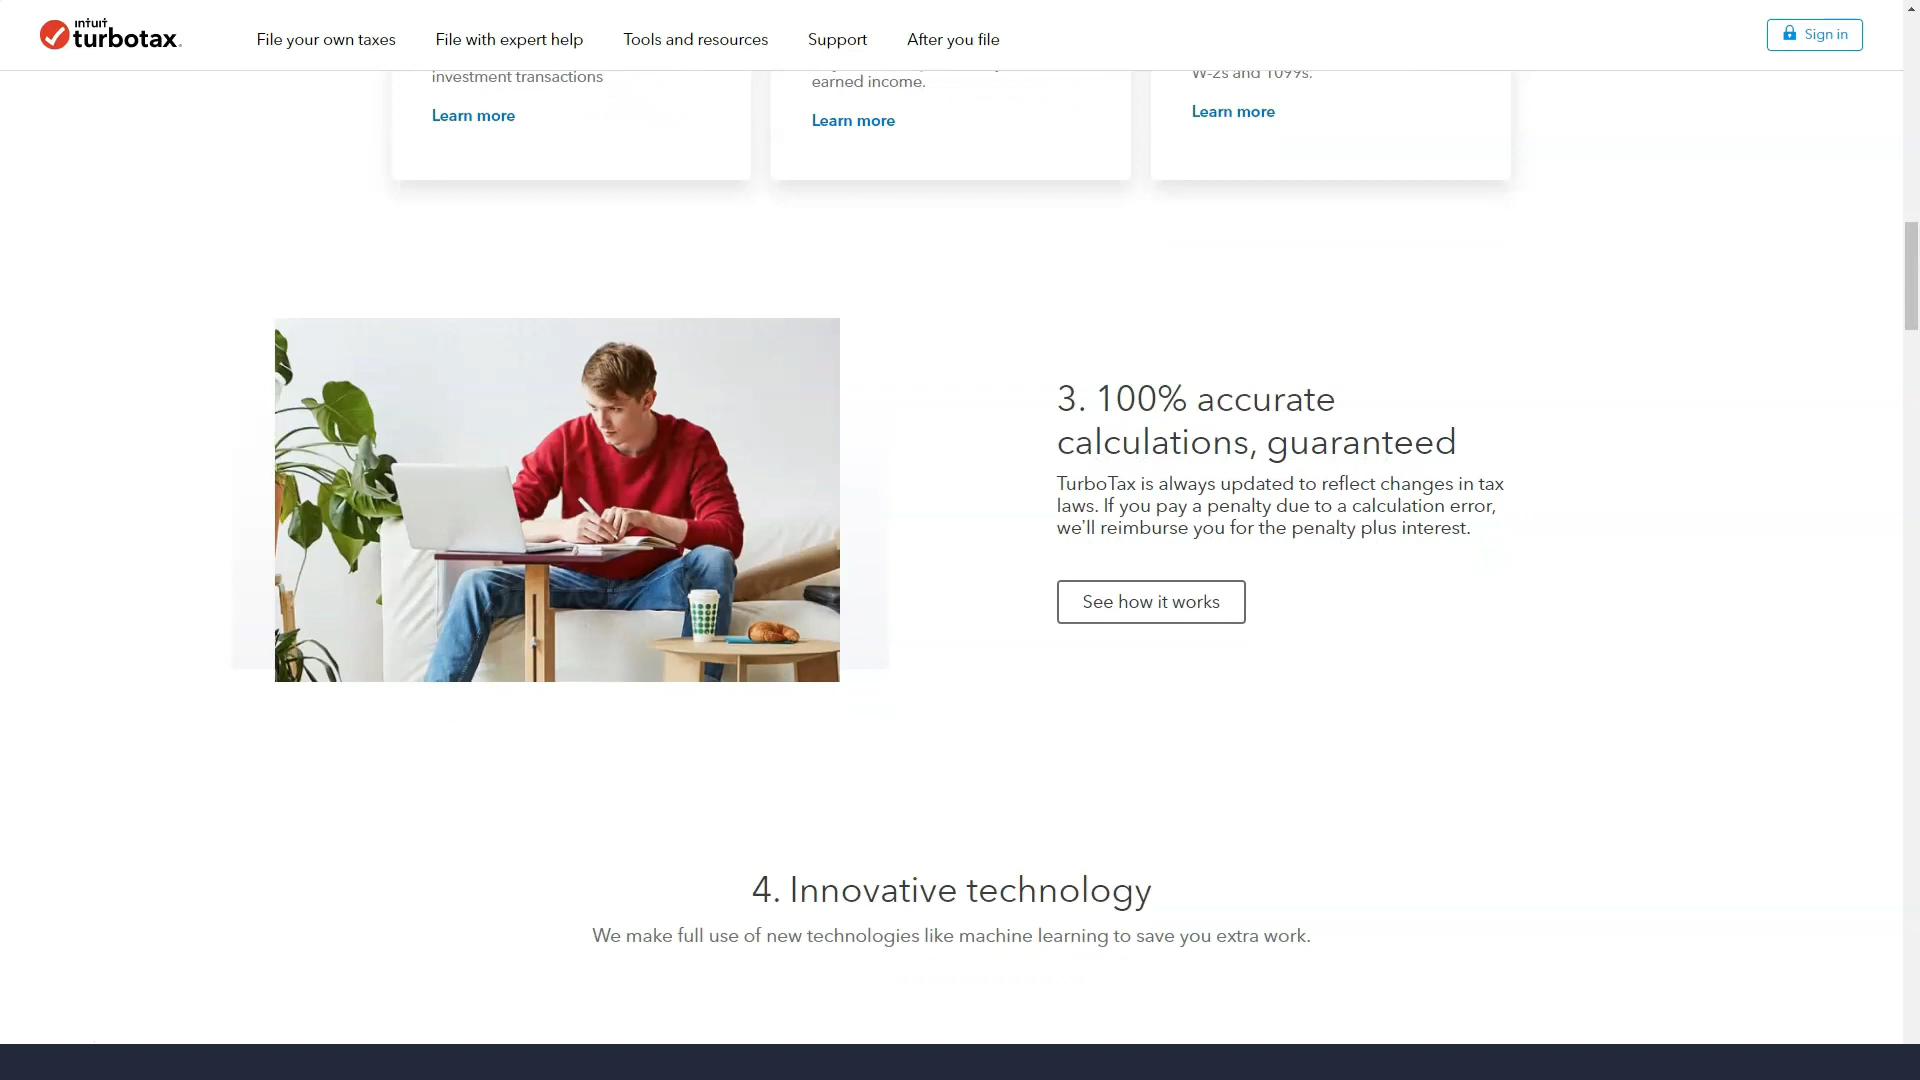 intuit
turbotax.
File your own taxes
File with expert help
Tools and resources
Support
After you file
Sign in
investment transactions
earned income.
W-2s and 1099s.
Learn more
Learn more
Learn more
3. 100% accurate
calculations, guaranteed
TurboTax is always updated to reflect changes in tax
laws. If you pay a penalty due to a calculation error,
we'll reimburse you for the penalty plus interest.
See how it works
4. Innovative technology
We make full use of new technologies like machine learning to save you extra work.